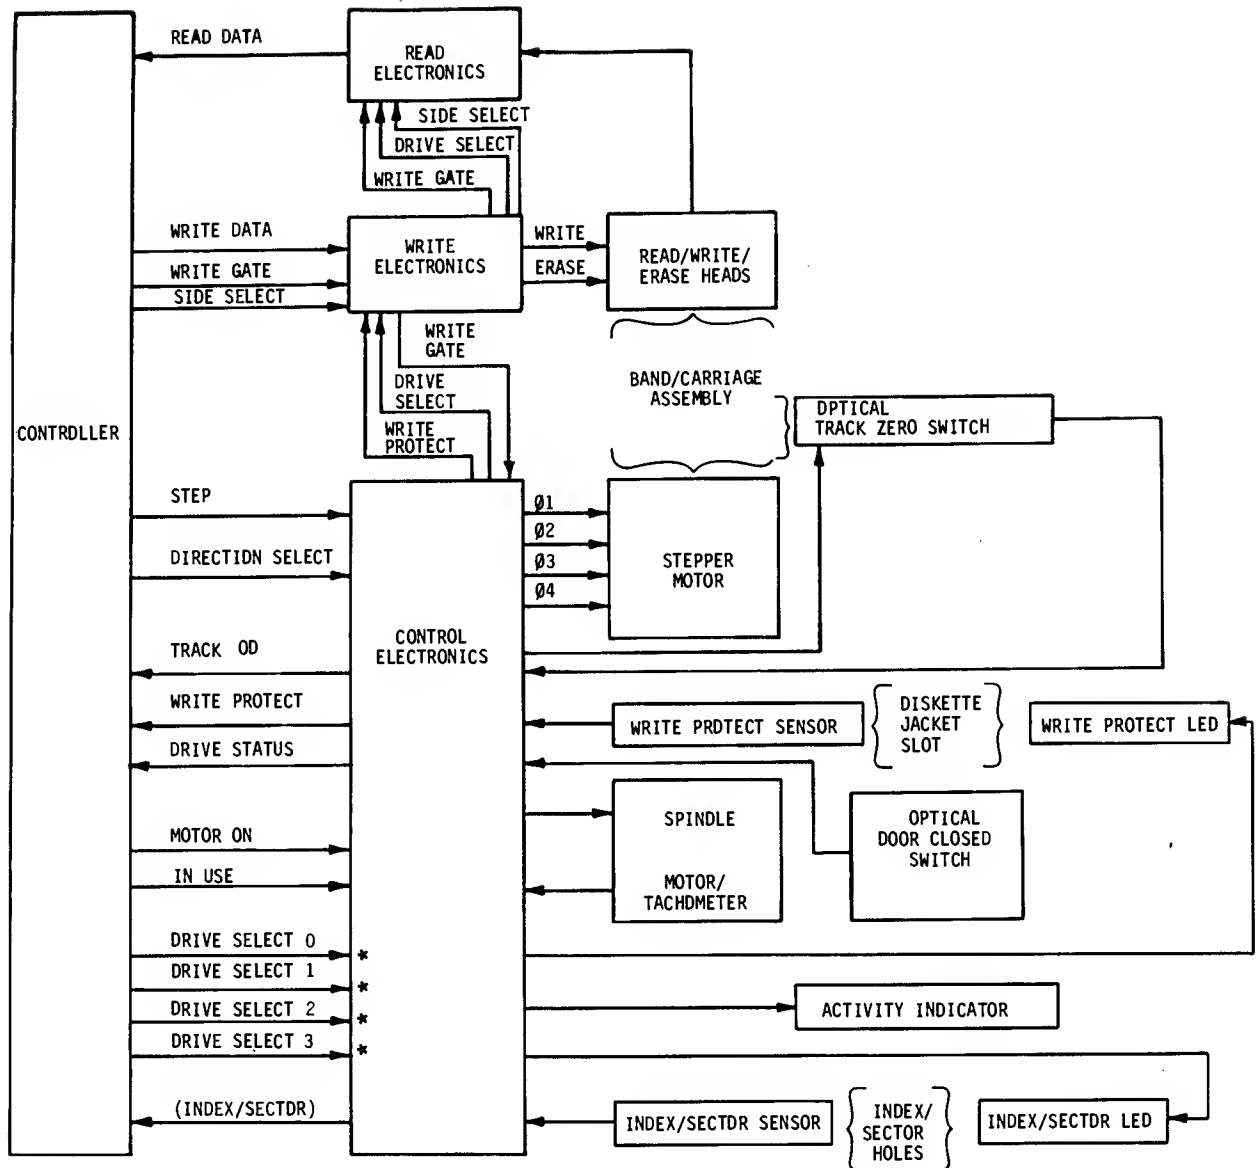 READ DATA
READ
ELECTRONICS
SIDE SELECT
DRIVE SELECT
WRITE GATE
WRITE DATA
WRITE GATE
SIDE SELECT
WRITE
ELECTRONICS
WRITE
ERASE
READ/WRITE/
ERASE HEADS
WRITE
GATE
DRIVE
SELECT
WRITE
PROTECT
BAND/CARRIAGE
ASSEMBLY
DPTICAL
TRACK ZERO SWITCH
CONTRDLLER
STEP
DIRECTION SELECT
TRACK OD
WRITE PROTECT
DRIVE STATUS
MOTOR ON
IN USE
DRIVE SELECT 0
DRIVE SELECT 1
DRIVE SELECT 2
DRIVE SELECT 3
(INDEX/SECTDR)
*
*
*
*
CONTROL
ELECTRONICS
Ø1
Ø2
Ø3
Ø4
STEPPER
MOTOR
WRITE PRDTECT SENSOR
DISKETTE
JACKET
SLOT
WRITE PROTECT LED
SPINDLE
MOTOR/
TACHDMETER
OPTICAL
DOOR CLOSED
SWITCH
ACTIVITY INDICATOR
INDEX/SECTDR SENSOR
INDEX/
SECTOR
HOLES
INDEX/SECTDR LED